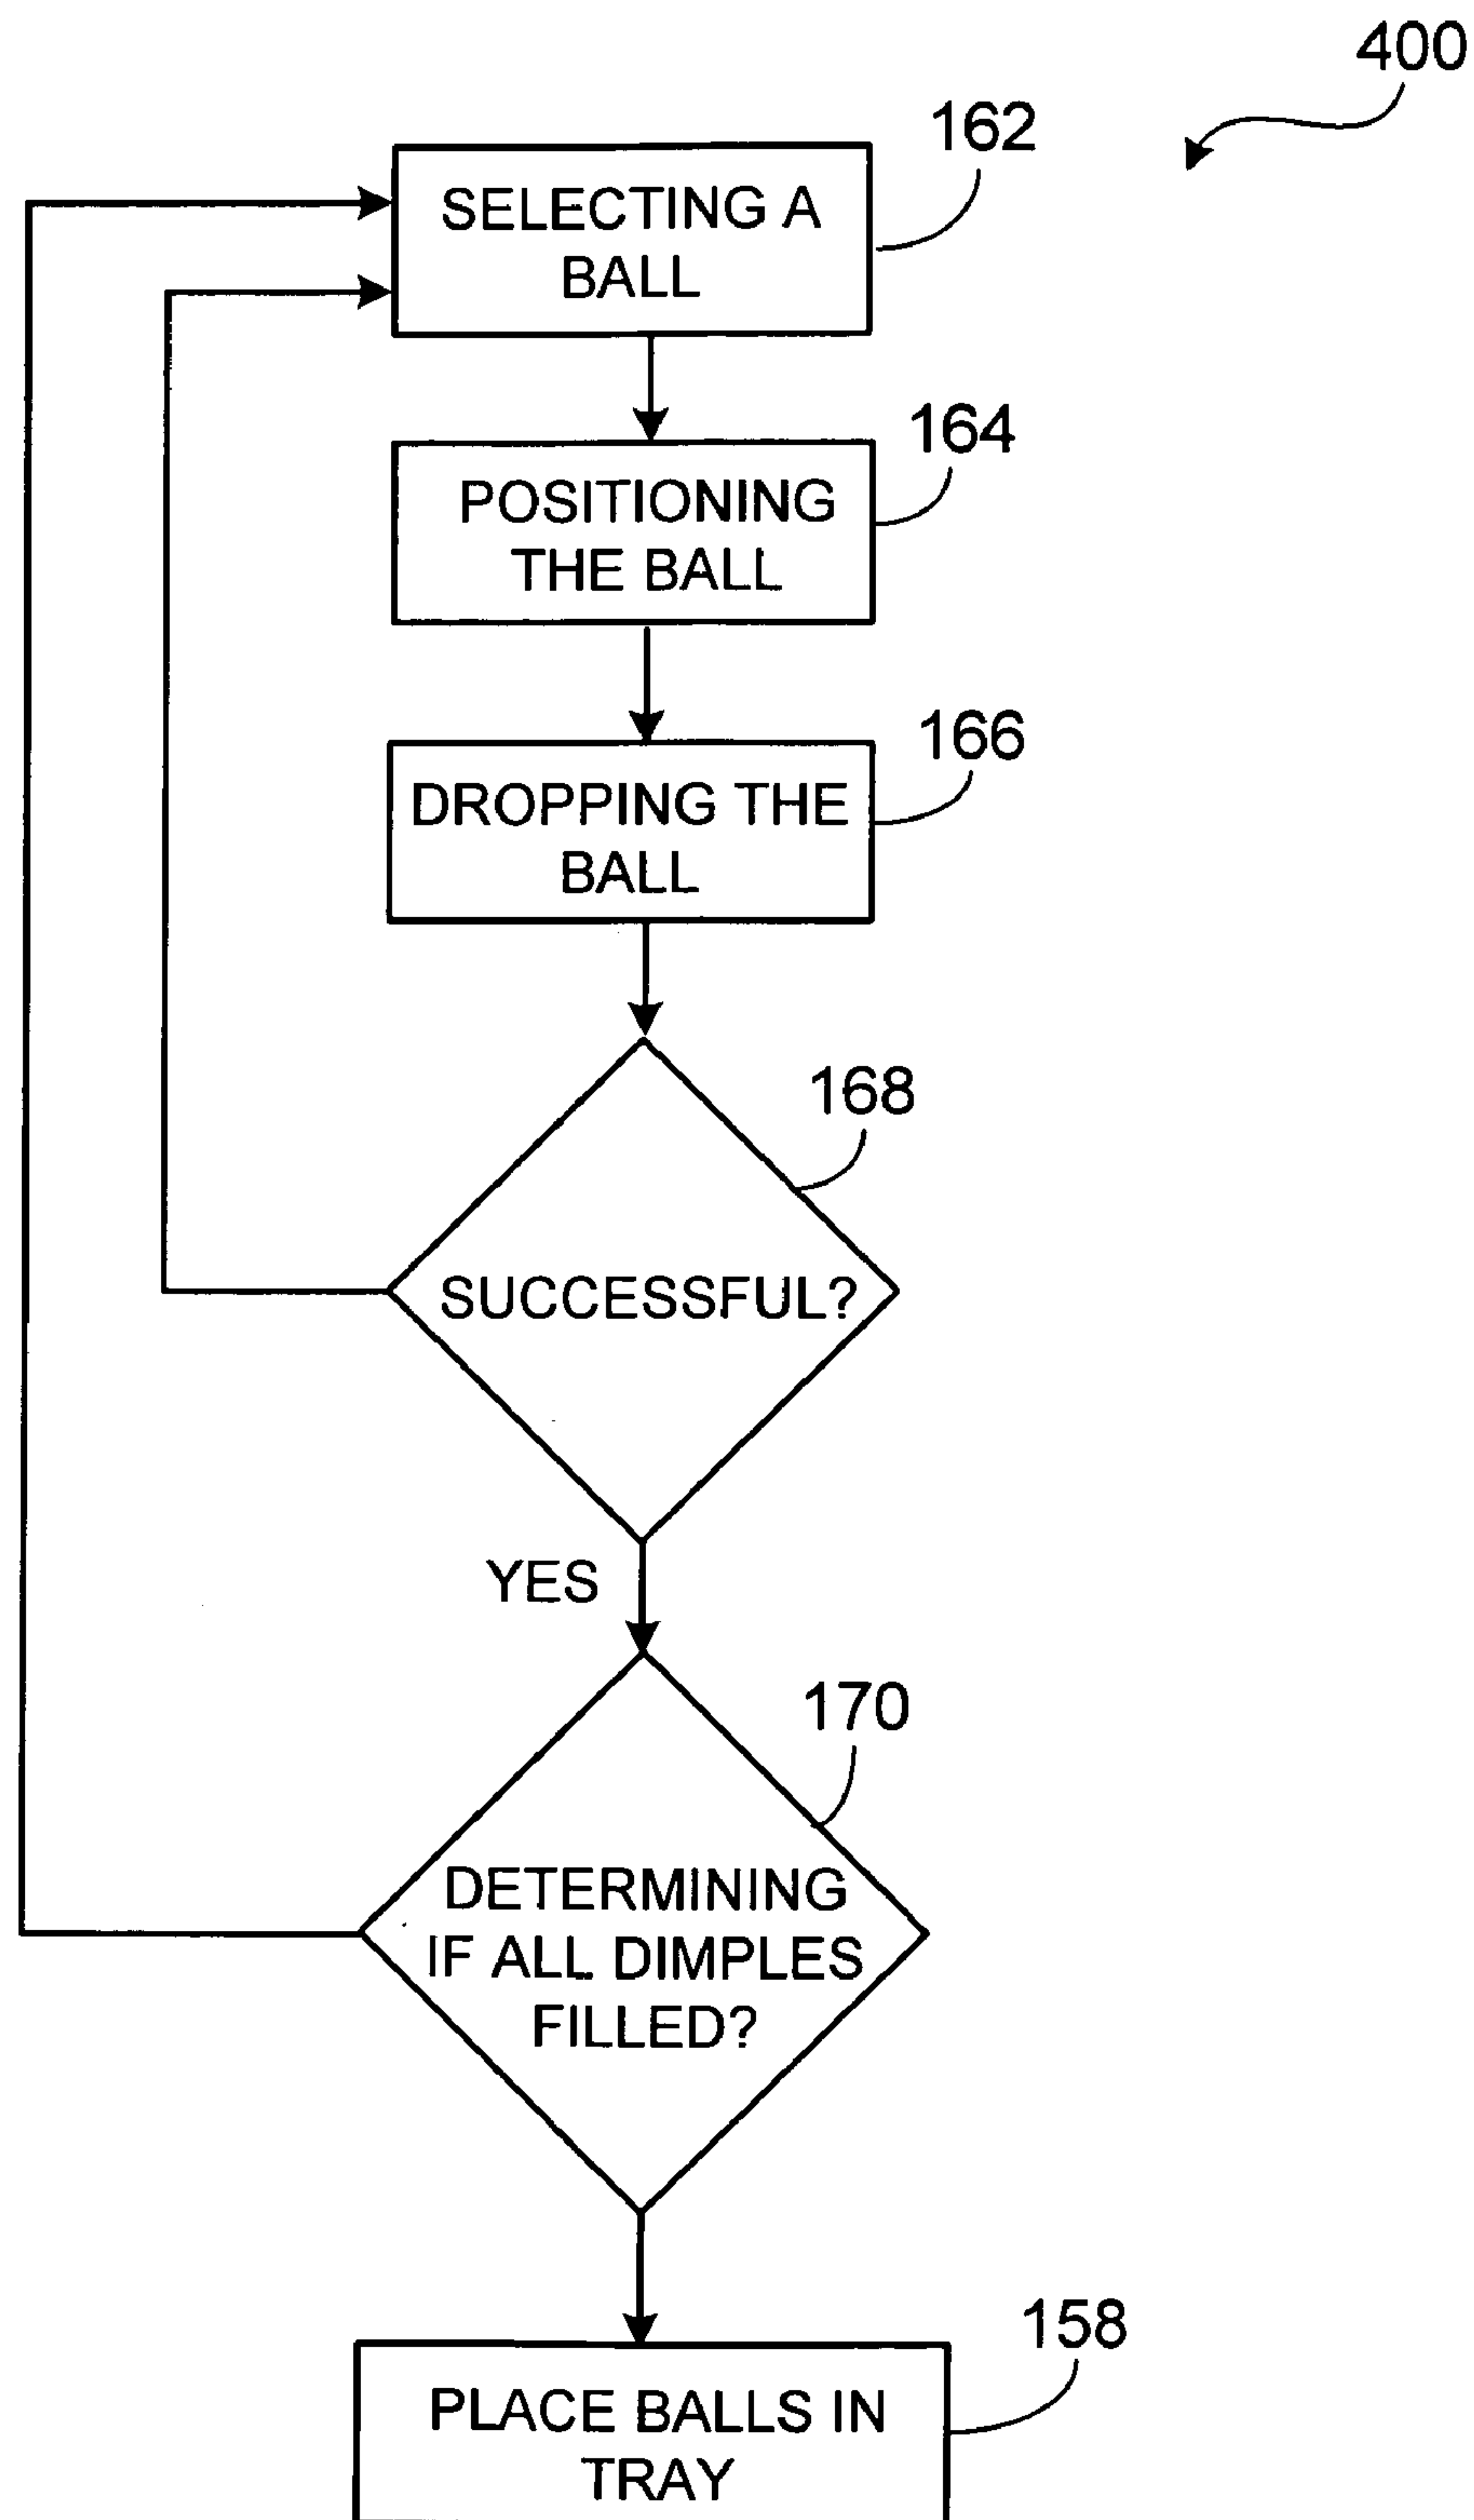 400
162
SELECTING A
BALL
164
POSITIONING
THE BALL
166
DROPPING THE
BALL
168
SUCCESSFUL?
YES
170
DETERMINING
IF ALL DIMPLES
FILLED?
158
PLACE BALLS IN
TRAY